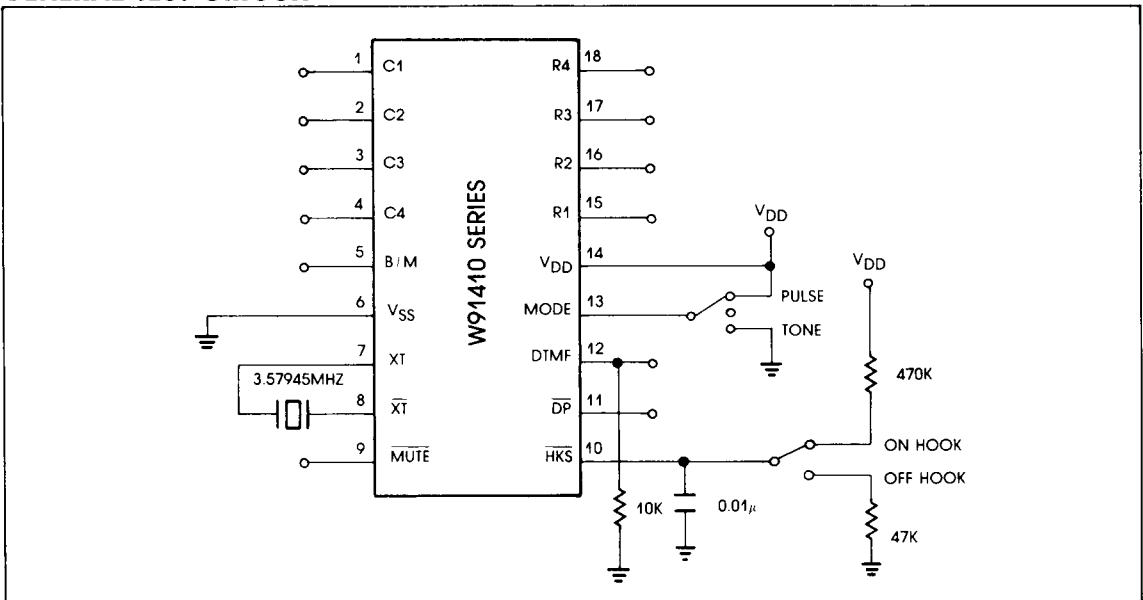 1 C1
2 C2
3 C3
4 C4
5 B/M
6 VSS
7 XT
3.57945MHZ
8 XT
9 MUTE
W91410 SERIES
R4 18
R3 17
R2 16
R1 15
VDD 14
MODE 13
DTMF 12
DP 11
HKS 10
VDD
PULSE
TONE
VDD
470K
ON HOOK
OFF HOOK
10K
0.01μ
47K